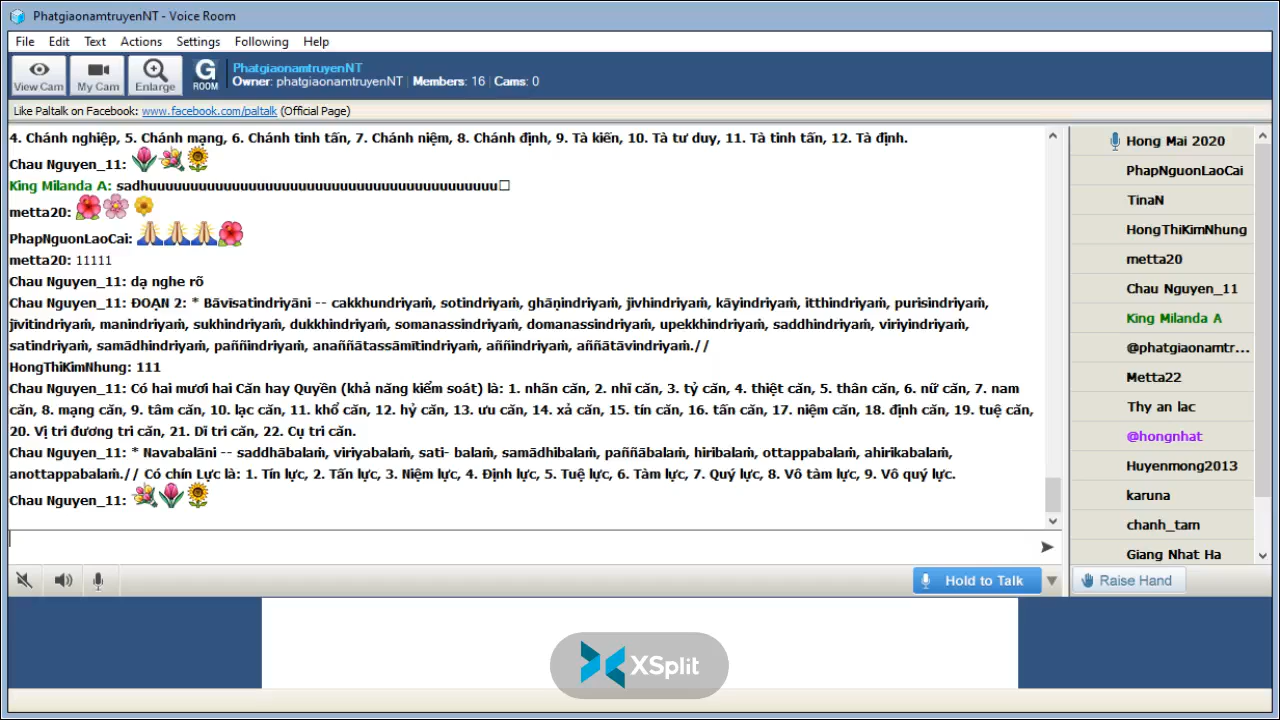 PhatgiaonamtruyenNT - Voice Room
File Edit Text Actions Settings Following Help
View Cam My Cam Enlarge G ROOM
PhatgiaonamtruyenNT
Owner: phatgiaonamtruyenNT | Members: 16 | Cams: 0
Like Paltalk on Facebook: www.facebook.com/paltalk (Official Page)
4. Chánh nghiệp, 5. Chánh mạng, 6. Chánh tinh tấn, 7. Chánh niệm, 8. Chánh định, 9. Tà kiến, 10. Tà tư duy, 11. Tà tinh tấn, 12. Tà định.
Chau Nguyen_11:
King Milanda A: sadhuuuuuuuuuuuuuuuuuuuuuuuuuuuuuuuuuuuuuuuuuu□
metta20:
PhapNguonLaoCai:
metta20: 11111
Chau Nguyen_11: dạ nghe rõ
Chau Nguyen_11: ĐOẠN 2: * Bāvīsatindriyāni -- cakkhundriyaṁ, sotindriyaṁ, ghāṇindriyaṁ, jīvhindriyaṁ, kāyindriyaṁ, itthindriyaṁ, purisindriyaṁ,
jīvitindriyaṁ, manindriyaṁ, sukhindriyaṁ, dukkhindriyaṁ, somanassindriyaṁ, domanassindriyaṁ, upekkhindriyaṁ, saddhindriyaṁ, viriyindriyaṁ,
satindriyaṁ, samādhindriyaṁ, paññindriyaṁ, anaññātassāmītindriyaṁ, aññindriyaṁ, aññātāvindriyaṁ.//
HongThiKimNhung: 111
Chau Nguyen_11: Có hai mươi hai Căn hay Quyền (khả năng kiểm soát) là: 1. nhãn căn, 2. nhĩ căn, 3. tỷ căn, 4. thiệt căn, 5. thân căn, 6. nữ căn, 7. nam
căn, 8. mạng căn, 9. tâm căn, 10. lạc căn, 11. khổ căn, 12. hỷ căn, 13. ưu căn, 14. xả căn, 15. tín căn, 16. tấn căn, 17. niệm căn, 18. định căn, 19. tuệ căn,
20. Vị tri đương tri căn, 21. Dĩ tri căn, 22. Cụ tri căn.
Chau Nguyen_11: * Navabalāni -- saddhābalaṁ, viriyabalaṁ, sati- balaṁ, samādhibalaṁ, paññābalaṁ, hiribalaṁ, ottappabalaṁ, ahirikabalaṁ,
anottappabalaṁ.// Có chín Lực là: 1. Tín lực, 2. Tấn lực, 3. Niệm lực, 4. Định lực, 5. Tuệ lực, 6. Tàm lực, 7. Quý lực, 8. Vô tàm lực, 9. Vô quý lực.
Chau Nguyen_11:
Hong Mai 2020
PhapNguonLaoCai
TinaN
HongThiKimNhung
metta20
Chau Nguyen_11
King Milanda A
@phatgiaonamtr...
Metta22
Thy an lac
@hongnhat
Huyenmong2013
karuna
chanh_tam
Giang Nhat Ha
Hold to Talk
Raise Hand
XSplit